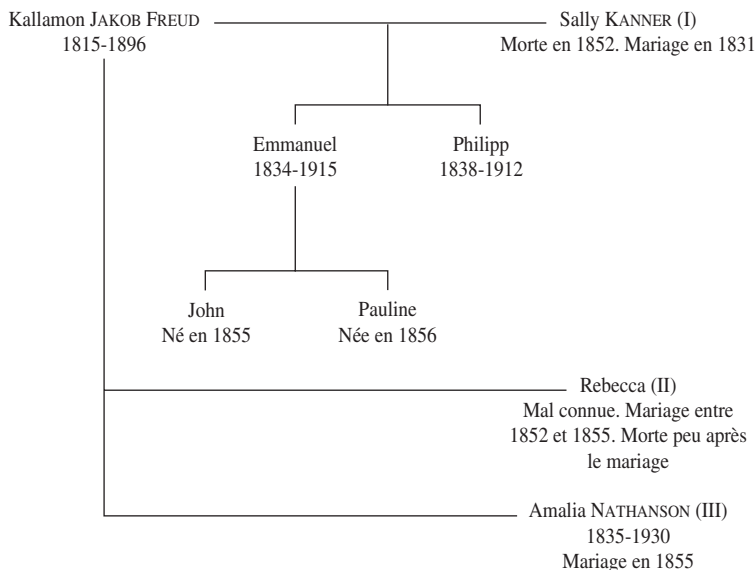 Kallamon JAKOB FREUD
1815-1896
Sally KANNER (I)
Morte en 1852. Mariage en 1831
Emmanuel
1834-1915
Philipp
1838-1912
John
Né en 1855
Pauline
Née en 1856
Rebecca (II)
Mal connue. Mariage entre
1852 et 1855. Morte peu après
le mariage
Amalia NATHANSON (III)
1835-1930
Mariage en 1855